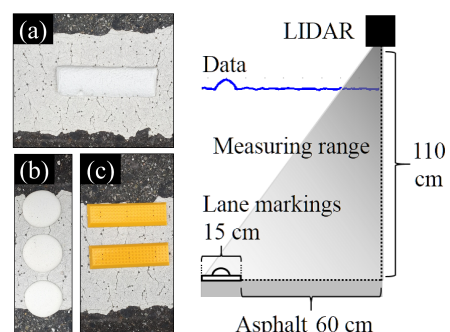 (a)
(b)
(c)
LIDAR
Data
Measuring range
110
cm
Lane markings
15 cm
Asphalt 60 cm